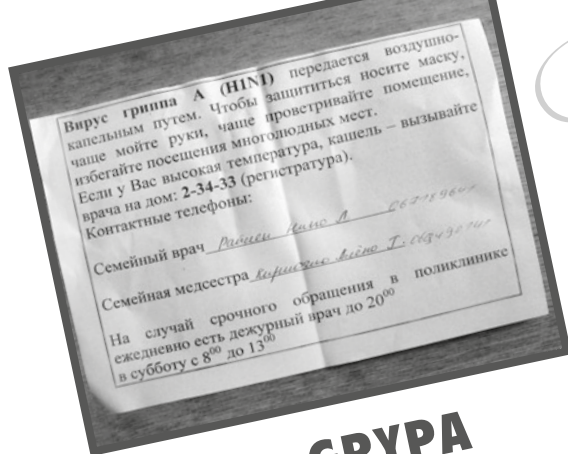 Вирус гриппа А (H1N1) передается воздушно-
капельным путем. Чтобы защититься носите маску,
чаще мойте руки, чаще проветривайте помещение,
избегайте посещения многолюдных мест.
Если у Вас высокая температура, кашель – вызывайте
врача на дом: 2-34-33 (регистратура).
Контактные телефоны:
Семейный врач
Семейная медсестра
На случай срочного обращения в поликлинике
ежедневно есть дежурный врач до 20⁰⁰
в субботу с 8⁰⁰ до 13⁰⁰
GRYPA